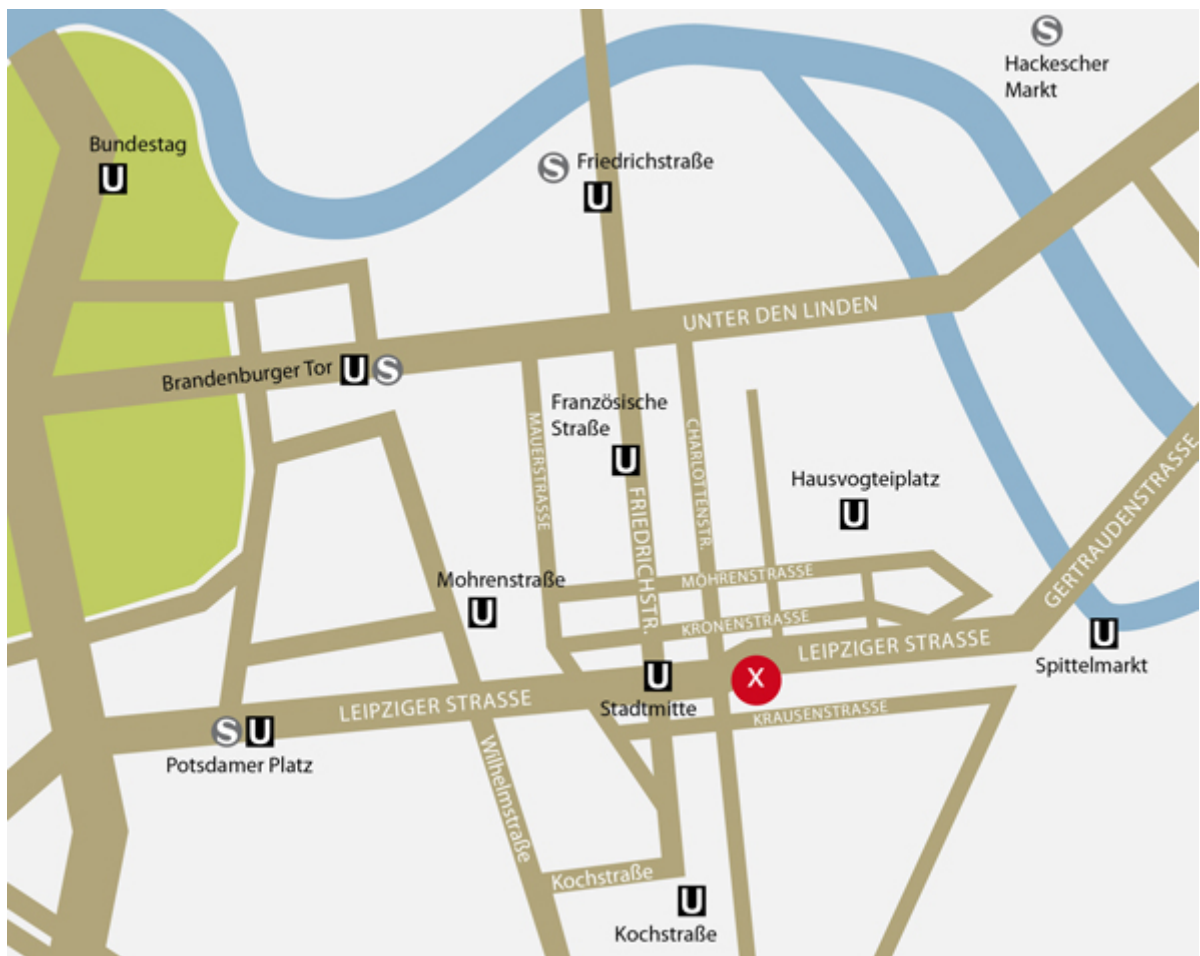 S
Hackescher
Markt
Bundestag
U
S
Friedrichstraße
U
UNTER DEN LINDEN
Brandenburger Tor
U
S
Französische
Straße
U
MAUERSTRASSE
FRIEDRICHSTR.
CHARLOTTENSTR.
Hausvogteiplatz
U
GERTRAUDENSTRASSE
Mohrenstraße
U
MOHRENSTRASSE
KRONENSTRASSE
LEIPZIGER STRASSE
U
Spittelmarkt
X
U
Stadtmitte
LEIPZIGER STRASSE
KRAUSENSTRASSE
S
U
Potsdamer Platz
Wilhelmstraße
Kochstraße
U
Kochstraße